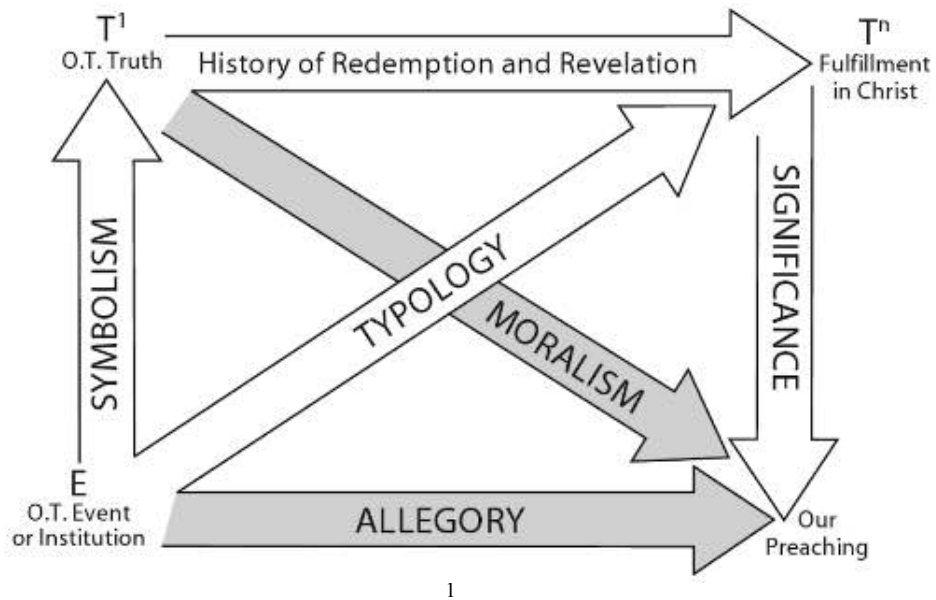 T¹
O.T. Truth
History of Redemption and Revelation
Tⁿ
Fulfillment
in Christ
SYMBOLISM
TYPOLOGY
MORALISM
SIGNIFICANCE
E
O.T. Event
or Institution
ALLEGORY
Our
Preaching
1